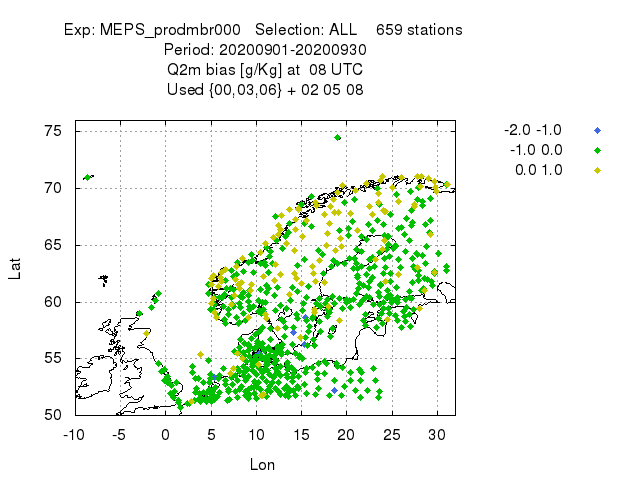 Exp: MEPS_prodmbr000 Selection: ALL 659 stations
Period: 20200901-20200930
Q2m bias [g/Kg] at 08 UTC
Used {00,03,06} + 02 05 08
-2.0 -1.0
-1.0 0.0
0.0 1.0
75
70
65
60
55
50
Lat
-10 -5 0 5 10 15 20 25 30
Lon